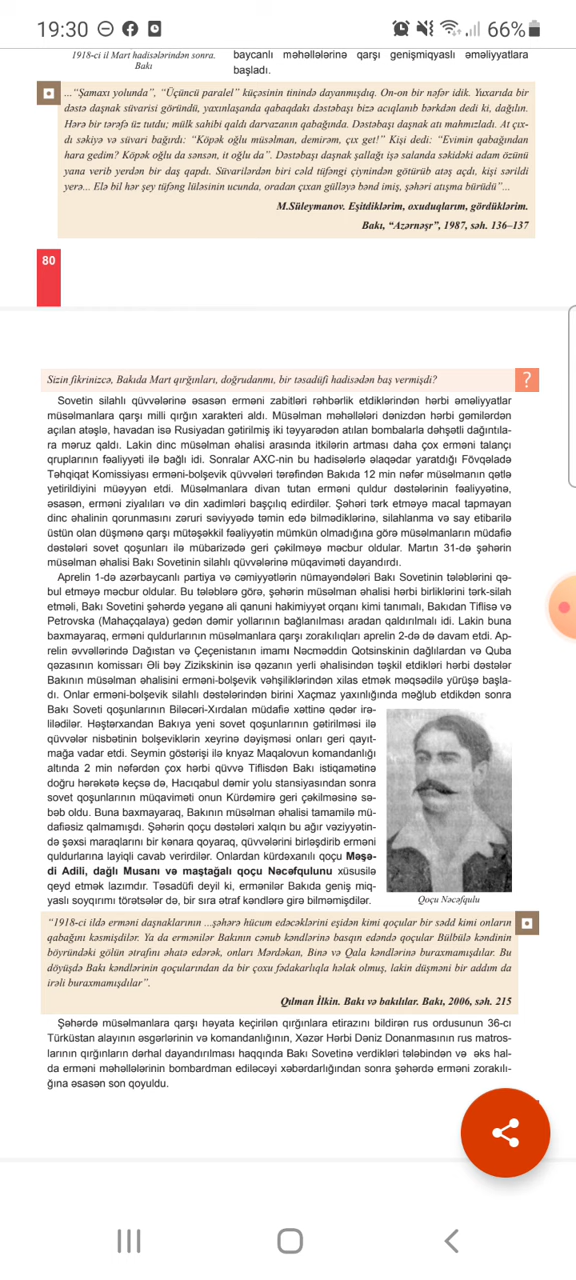 19:30
66%
1918-ci il Mart hadisələrindən sonra.
Bakı
baycanlı məhəllələrinə qarşı genişmiqyaslı əməliyyatlara
başladı.
...“Şamaxı yolunda”, “Üçüncü paralel” küçəsinin tinində dayanmışdıq. On-on bir nəfər idik. Yuxarıda bir
dəstə daşnak süvarisi göründü, yaxınlaşanda qabaqdakı dəstəbaşı bizə acıqlanıb bərkdən dedi ki, dağılın.
Hərə bir tərəfə üz tutdu; mülk sahibi qaldı darvazanın qabağında. Dəstəbaşı daşnak atı mahmızladı. At çıx-
dı səkiyə və süvari bağırdı: “Köpək oğlu müsəlman, demirəm, çıx get!” Kişi dedi: “Evimin qabağından
hara gedim? Köpək oğlu da sənsən, it oğlu da”. Dəstəbaşı daşnak şallağı işə salanda səkidəki adam özünü
yana verib yerdən bir daş qapdı. Süvarilərdən biri cəld tüfəngi çiynindən götürüb atəş açdı, kişi sərildi
yerə... Elə bil hər şey tüfəng lüləsinin ucunda, oradan çıxan gülləyə bənd imiş, şəhəri atışma bürüdü”...
M.Süleymanov. Eşitdiklərim, oxuduqlarım, gördüklərim.
Bakı, “Azərnəşr”, 1987, səh. 136–137
80
Sizin fikrinizcə, Bakıda Mart qırğınları, doğrudanmı, bir təsadüfi hadisədən baş vermişdi?
?
Sovetin silahlı qüvvələrinə əsasən erməni zabitləri rəhbərlik etdiklərindən hərbi əməliyyatlar
müsəlmanlara qarşı milli qırğın xarakteri aldı. Müsəlman məhəllələri dənizdən hərbi gəmilərdən
açılan atəşlə, havadan isə Rusiyadan gətirilmiş iki təyyarədən atılan bombalarla dəhşətli dağıntıla-
ra məruz qaldı. Lakin dinc müsəlman əhalisi arasında itkilərin artması daha çox erməni talançı
qruplarının fəaliyyəti ilə bağlı idi. Sonralar AXC-nin bu hadisələrlə əlaqədar yaratdığı Fövqəladə
Təhqiqat Komissiyası erməni-bolşevik qüvvələri tərəfindən Bakıda 12 min nəfər müsəlmanın qətlə
yetirildiyini müəyyən etdi. Müsəlmanlara divan tutan erməni quldur dəstələrinin fəaliyyətinə,
əsasən, erməni ziyalıları və din xadimləri başçılıq edirdilər. Şəhəri tərk etməyə macal tapmayan
dinc əhalinin qorunmasını zəruri səviyyədə təmin edə bilmədiklərinə, silahlanma və say etibarilə
üstün olan düşmənə qarşı mütəşəkkil fəaliyyətin mümkün olmadığına görə müsəlmanların müdafiə
dəstələri sovet qoşunları ilə mübarizədə geri çəkilməyə məcbur oldular. Martın 31-də şəhərin
müsəlman əhalisi Bakı Sovetinin silahlı qüvvələrinə müqaviməti dayandırdı.
Aprelin 1-də azərbaycanlı partiya və cəmiyyətlərin nümayəndələri Bakı Sovetinin tələblərini qə-
bul etməyə məcbur oldular. Bu tələblərə görə, şəhərin müsəlman əhalisi hərbi birliklərini tərk-silah
etməli, Bakı Sovetini şəhərdə yeganə ali qanuni hakimiyyət orqanı kimi tanımalı, Bakıdan Tiflisə və
Petrovska (Mahaçqalaya) gedən dəmir yollarının bağlanılması aradan qaldırılmalı idi. Lakin buna
baxmayaraq, erməni quldurlarının müsəlmanlara qarşı zorakılıqları aprelin 2-də də davam etdi. Ap-
relin əvvəllərində Dağıstan və Çeçenistanın imamı Nəcməddin Qotsinskinin dağlılardan və Quba
qəzasının komissarı Əli bəy Zizikskinin isə qəzanın yerli əhalisindən təşkil etdikləri hərbi dəstələr
Bakının müsəlman əhalisini erməni-bolşevik vəhşiliklərindən xilas etmək məqsədilə yürüşə başla-
dı. Onlar erməni-bolşevik silahlı dəstələrindən birini Xaçmaz yaxınlığında məğlub etdikdən sonra
Bakı Soveti qoşunlarının Biləcəri-Xırdalan müdafiə xəttinə qədər irə-
lilədilər. Həştərxandan Bakıya yeni sovet qoşunlarının gətirilməsi ilə
qüvvələr nisbətinin bolşeviklərin xeyrinə dəyişməsi onları geri qayıt-
mağa vadar etdi. Seymin göstərişi ilə knyaz Maqalovun komandanlığı
altında 2 min nəfərdən çox hərbi qüvvə Tiflisdən Bakı istiqamətinə
doğru hərəkətə keçsə də, Hacıqabul dəmir yolu stansiyasından sonra
sovet qoşunlarının müqaviməti onun Kürdəmirə geri çəkilməsinə sə-
bəb oldu. Buna baxmayaraq, Bakının müsəlman əhalisi tamamilə mü-
dafiəsiz qalmamışdı. Şəhərin qoçu dəstələri xalqın bu ağır vəziyyətin-
də şəxsi maraqlarını bir kənara qoyaraq, qüvvələrini birləşdirib erməni
quldurlarına layiqli cavab verirdilər. Onlardan kürdəxanılı qoçu Məşə-
di Adili, dağlı Musanı və maştağalı qoçu Nəcəfqulunu xüsusilə
qeyd etmək lazımdır. Təsadüfi deyil ki, ermənilər Bakıda geniş miq-
yaslı soyqırımı törətsələr də, bir sıra ətraf kəndlərə girə bilməmişdilər.
Qoçu Nəcəfqulu
“1918-ci ildə erməni daşnaklarının ...şəhərə hücum edəcəklərini eşidən kimi qoçular bir sədd kimi onların
qabağını kəsmişdilər. Ya da ermənilər Bakının cənub kəndlərinə basqın edəndə qoçular Bülbülə kəndinin
böyründəki gölün ətrafını əhatə edərək, onları Mərdəkan, Binə və Qala kəndlərinə buraxmamışdılar. Bu
döyüşdə Bakı kəndlərinin qoçularından da bir çoxu fədakarlıqla həlak olmuş, lakin düşməni bir addım da
irəli buraxmamışdılar”.
Qılman İlkin. Bakı və bakılılar. Bakı, 2006, səh. 215
Şəhərdə müsəlmanlara qarşı həyata keçirilən qırğınlara etirazını bildirən rus ordusunun 36-cı
Türküstan alayının əsgərlərinin və komandanlığının, Xəzər Hərbi Dəniz Donanmasının rus matros-
larının qırğınların dərhal dayandırılması haqqında Bakı Sovetinə verdikləri tələbindən və əks hal-
da erməni məhəllələrinin bombardman ediləcəyi xəbərdarlığından sonra şəhərdə erməni zorakılı-
ğına əsasən son qoyuldu.